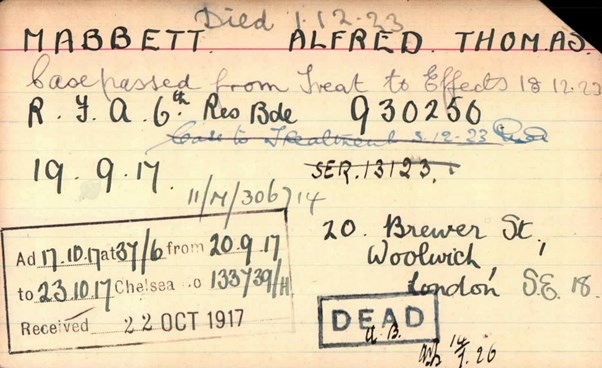 Died 1.12.23
MABBETT. ALFRED. THOMAS.
Case passed from Treat to Effects 18 12.23
R. F. A. 6th Res Bde 930256
Case to Treatment 3.12.23
19. 9. 17. SER.13123.
11/M/306714
Ad 17.10.17 at 37/6 from 20.9.17
to 23.10.17 Chelsea No 133739/H
Received 22 OCT 1917
20. Brewer St,
Woolwich,
London, S.E. 18.
DEAD